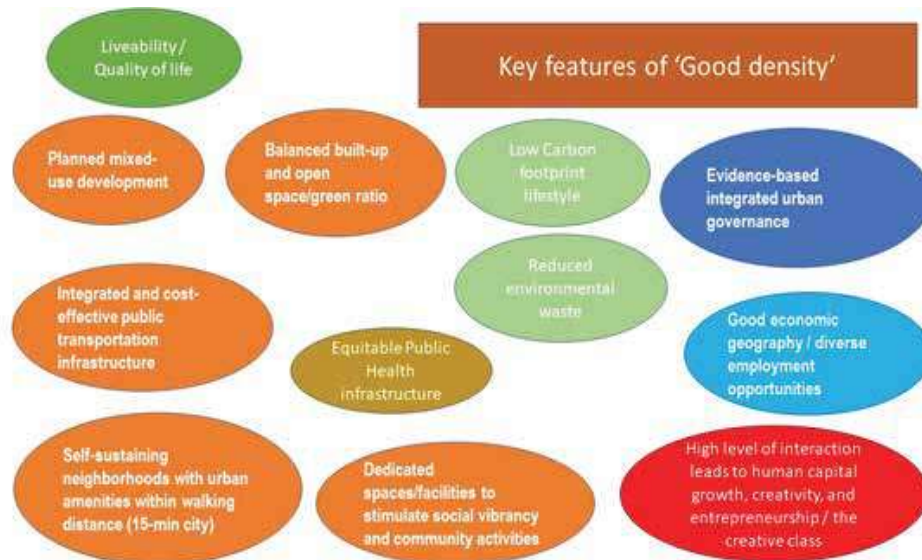 Liveability /
Quality of life
Key features of ‘Good density’
Planned mixed-
use development
Balanced built-up
and open
space/green ratio
Low Carbon
footprint
lifestyle
Evidence-based
integrated urban
governance
Reduced
environmental
waste
Integrated and cost-
effective public
transportation
infrastructure
Equitable Public
Health
infrastructure
Good economic
geography / diverse
employment
opportunities
Self-sustaining
neighborhoods with urban
amenities within walking
distance (15-min city)
Dedicated
spaces/facilities to
stimulate social vibrancy
and community activities
High level of interaction
leads to human capital
growth, creativity, and
entrepreneurship / the
creative class